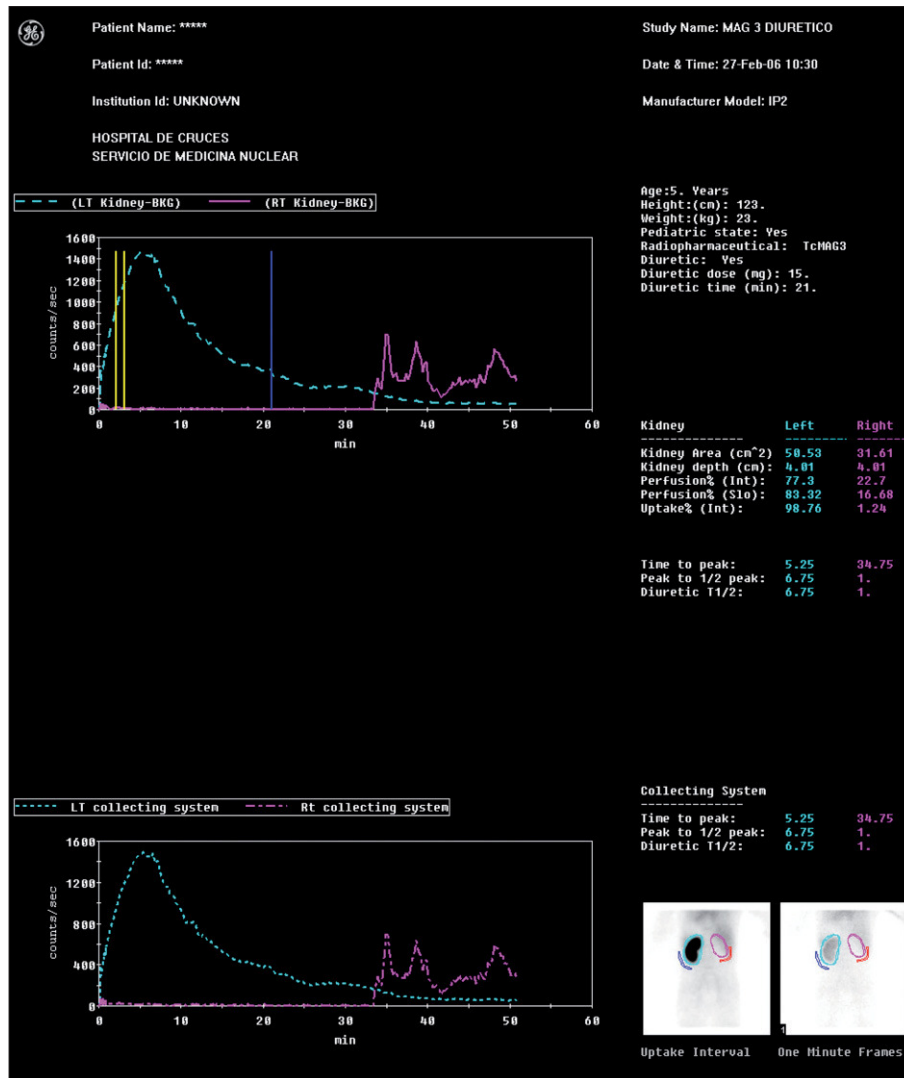 Patient Name: *****
Study Name: MAG 3 DIURETICO
Patient Id: *****
Date & Time: 27-Feb-06 10:30
Institution Id: UNKNOWN
Manufacturer Model: IP2
HOSPITAL DE CRUCES
SERVICIO DE MEDICINA NUCLEAR
(LT Kidney-BKG) (RT Kidney-BKG)
1600
1400
1200
1000
800
600
400
200
0
counts/sec
0 10 20 30 40 50 60
min
Age:5. Years
Height:(cm): 123.
Weight:(kg): 23.
Pediatric state: Yes
Radiopharmaceutical: TcMAG3
Diuretic: Yes
Diuretic dose (mg): 15.
Diuretic time (min): 21.
Kidney Left Right
-------------- --------- -------
Kidney Area (cm^2) 50.53 31.61
Kidney depth (cm): 4.01 4.01
Perfusion% (Int): 77.3 22.7
Perfusion% (Slo): 83.32 16.68
Uptake% (Int): 98.76 1.24
Time to peak: 5.25 34.75
Peak to 1/2 peak: 6.75 1.
Diuretic T1/2: 6.75 1.
LT collecting system Rt collecting system
1600
1200
800
400
0
counts/sec
0 10 20 30 40 50 60
min
Collecting System
--------------
Time to peak: 5.25 34.75
Peak to 1/2 peak: 6.75 1.
Diuretic T1/2: 6.75 1.
1
Uptake Interval One Minute Frames